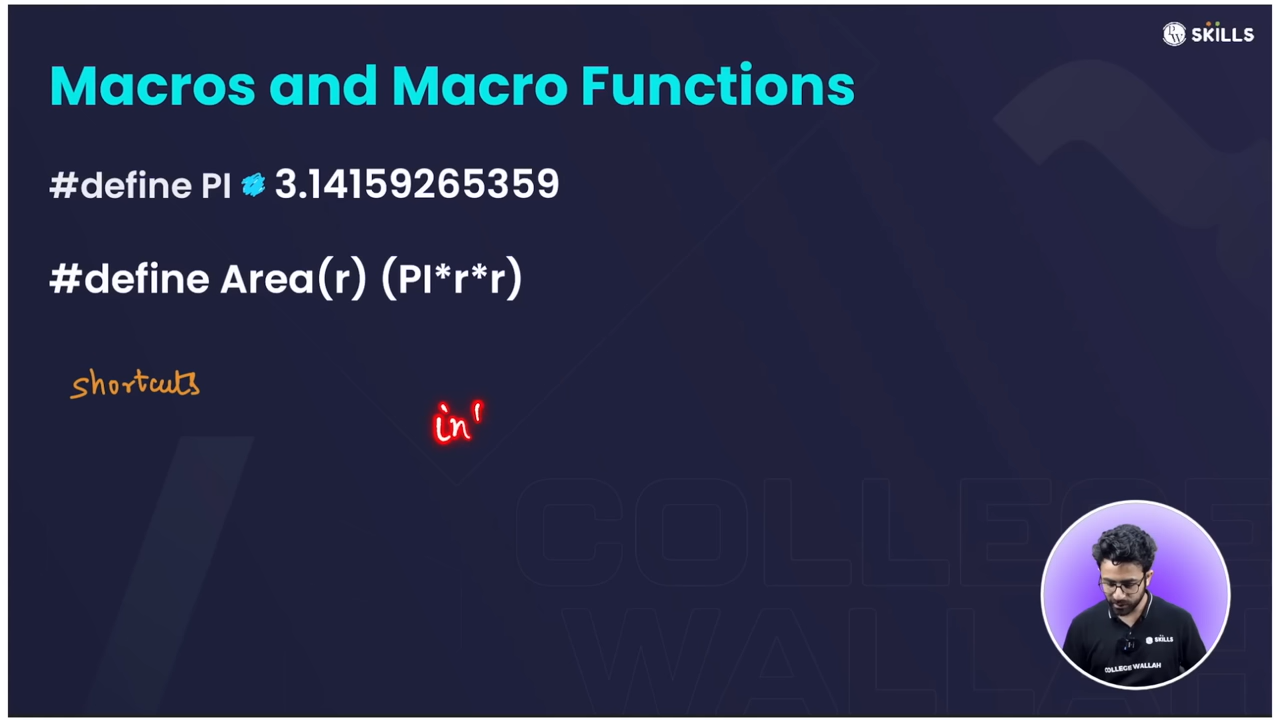 PW SKILLS
Macros and Macro Functions
#define PI 3.14159265359
#define Area(r) (PI*r*r)
shortcuts
in'
COLLEGE
WALLAH
SKILLS
COLLEGE WALLAH